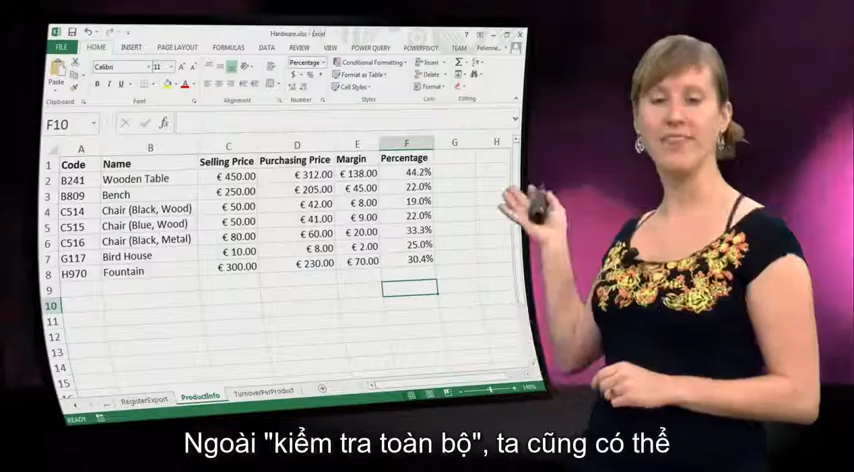 Hardware.xlsx - Excel
FILE HOME INSERT PAGE LAYOUT FORMULAS DATA REVIEW VIEW POWER QUERY POWERPIVOT TEAM Felienne...
Calibri 11 Percentage Conditional Formatting Insert
Paste Format as Table Delete
Cell Styles Format
Clipboard Font Alignment Number Styles Cells Editing
F10 fx
A B C D E F G H
1 Code Name Selling Price Purchasing Price Margin Percentage
2 B241 Wooden Table € 450.00 € 312.00 € 138.00 44.2%
3 B809 Bench € 250.00 € 205.00 € 45.00 22.0%
4 C514 Chair (Black, Wood) € 50.00 € 42.00 € 8.00 19.0%
5 C515 Chair (Blue, Wood) € 50.00 € 41.00 € 9.00 22.0%
6 C516 Chair (Black, Metal) € 80.00 € 60.00 € 20.00 33.3%
7 G117 Bird House € 10.00 € 8.00 € 2.00 25.0%
8 H970 Fountain € 300.00 € 230.00 € 70.00 30.4%
9
10
11
12
13
14
15
... RegisterExport ProductInfo TurnoverPerProduct
READY 140%
Ngoài "kiểm tra toàn bộ", ta cũng có thể